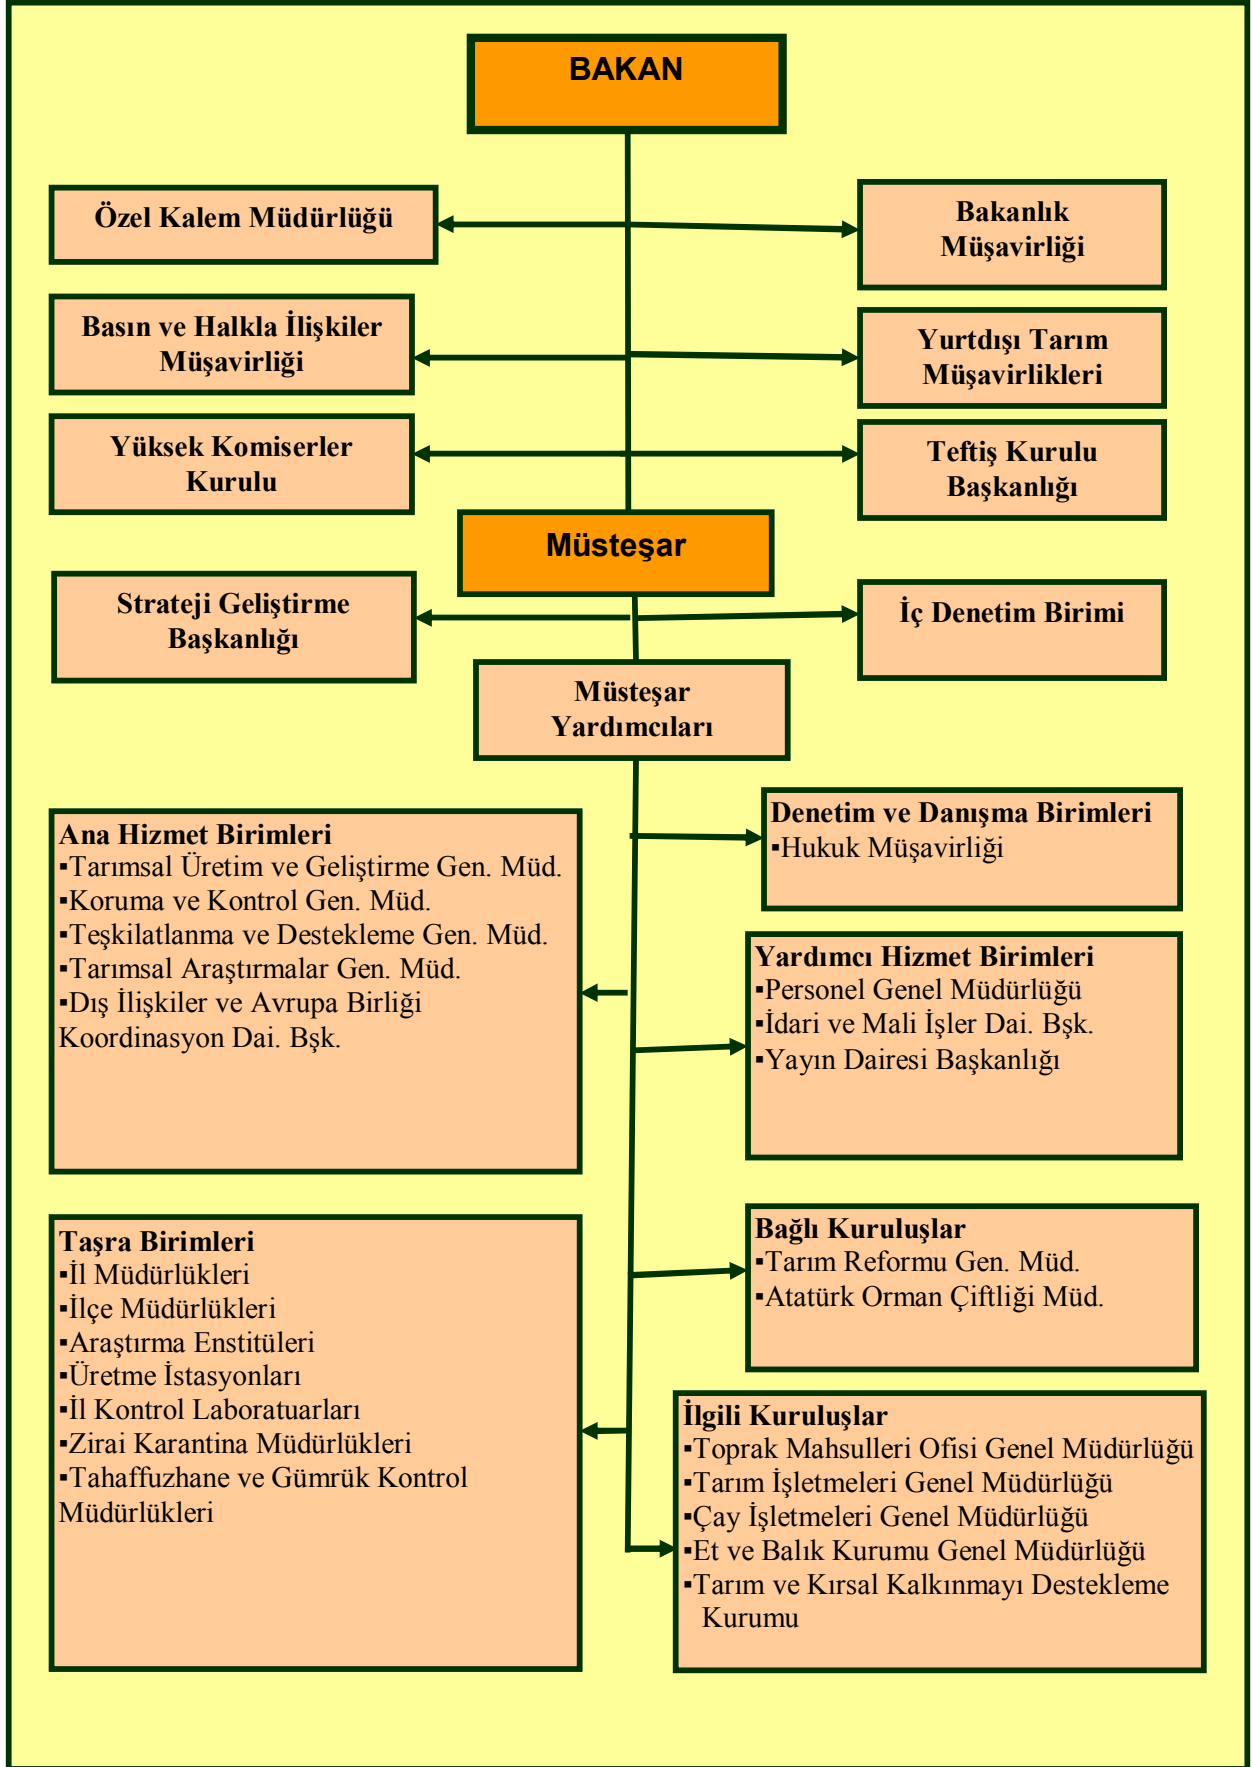 BAKAN
Özel Kalem Müdürlüğü
Bakanlık
Müşavirliği
Basın ve Halkla İlişkiler
Müşavirliği
Yurtdışı Tarım
Müşavirlikleri
Yüksek Komiserler
Kurulu
Teftiş Kurulu
Başkanlığı
Müsteşar
Strateji Geliştirme
Başkanlığı
İç Denetim Birimi
Müsteşar
Yardımcıları
Ana Hizmet Birimleri
▪Tarımsal Üretim ve Geliştirme Gen. Müd.
▪Koruma ve Kontrol Gen. Müd.
▪Teşkilatlanma ve Destekleme Gen. Müd.
▪Tarımsal Araştırmalar Gen. Müd.
▪Dış İlişkiler ve Avrupa Birliği
Koordinasyon Dai. Bşk.
Denetim ve Danışma Birimleri
▪Hukuk Müşavirliği
Yardımcı Hizmet Birimleri
▪Personel Genel Müdürlüğü
▪İdari ve Mali İşler Dai. Bşk.
▪Yayın Dairesi Başkanlığı
Taşra Birimleri
▪İl Müdürlükleri
▪İlçe Müdürlükleri
▪Araştırma Enstitüleri
▪Üretme İstasyonları
▪İl Kontrol Laboratuarları
▪Zirai Karantina Müdürlükleri
▪Tahaffuzhane ve Gümrük Kontrol
Müdürlükleri
Bağlı Kuruluşlar
▪Tarım Reformu Gen. Müd.
▪Atatürk Orman Çiftliği Müd.
İlgili Kuruluşlar
▪Toprak Mahsulleri Ofisi Genel Müdürlüğü
▪Tarım İşletmeleri Genel Müdürlüğü
▪Çay İşletmeleri Genel Müdürlüğü
▪Et ve Balık Kurumu Genel Müdürlüğü
▪Tarım ve Kırsal Kalkınmayı Destekleme
Kurumu